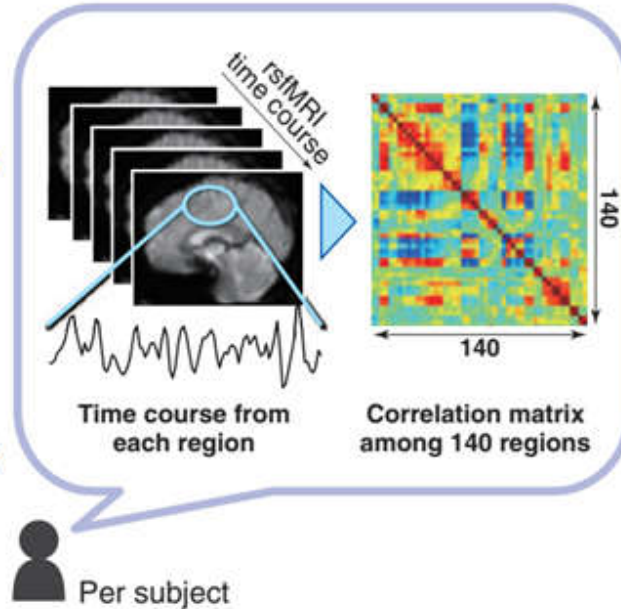 rsfMRI
time course
140
140
Time course from
each region
Correlation matrix
among 140 regions
Per subject